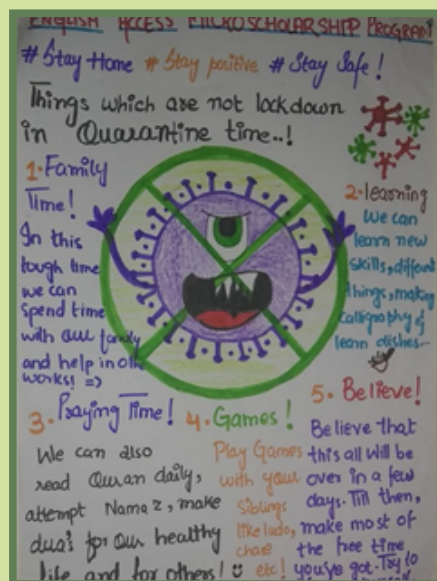 ENGLISH ACCESS MICROSCHOLARSHIP PROGRAM
# Stay Home # Stay positive # Stay Safe!
Things which are not lockdown
in Quarantine time..!
1. Family
Time!
In this
tough time
we can
spend time
with our family
and help in
works! =)
2. learning
We can
learn new
skills, different
things, making
calligraphy &
learn dishes...
3. Praying Time!
We can also
read Quran daily,
attempt Namaz, make
dua's for our healthy
life and for others!
4. Games!
Play Games
with your
Siblings
like ludo,
etc!
5. Believe!
Believe that
this all will be
over in a few
days. Till then,
make most of
the free time
you've got. Try to